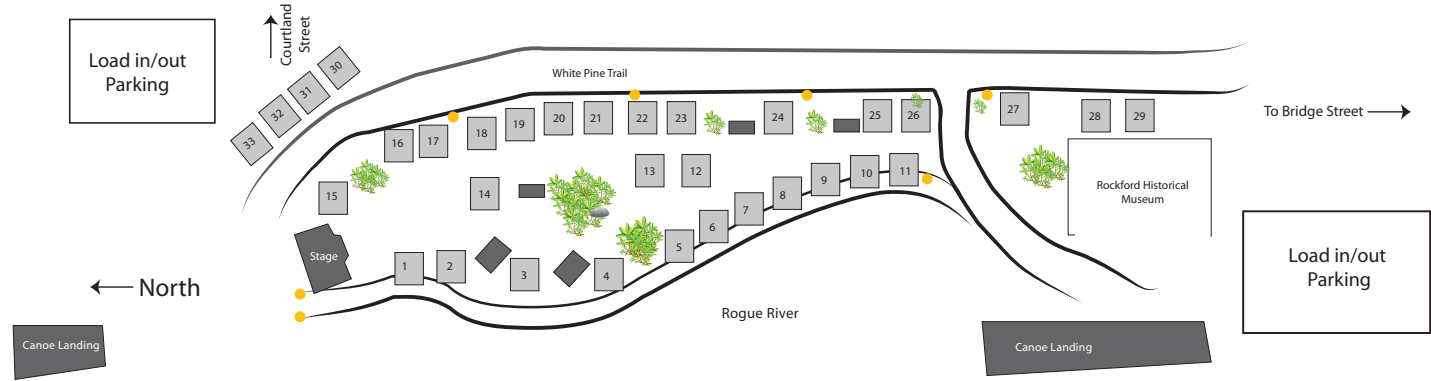 Load in/out
Parking
Courtland
Street
30
31
32
33
White Pine Trail
To Bridge Street
16
17
18
19
20
21
22
23
24
25
26
27
28
29
15
14
13
12
11
10
9
8
7
6
5
4
3
2
1
Stage
Rockford Historical
Museum
North
Rogue River
Load in/out
Parking
Canoe Landing
Canoe Landing